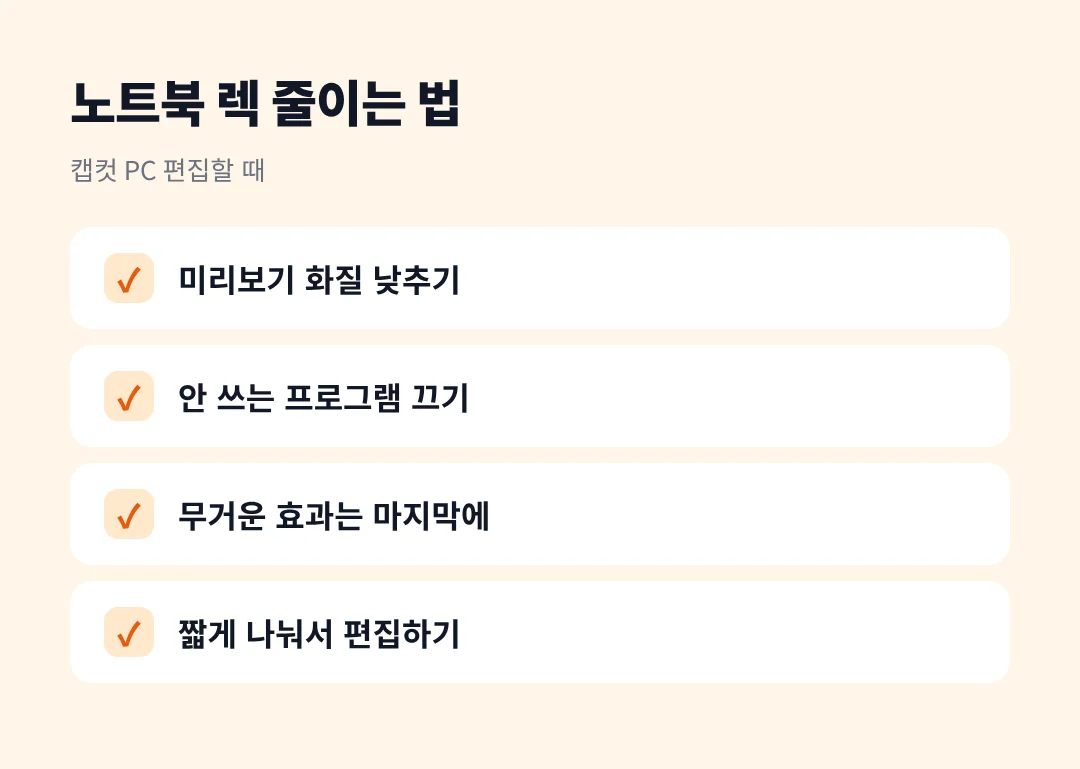 노트북 렉 줄이는 법
캡컷 PC 편집할 때
미리보기 화질 낮추기
안 쓰는 프로그램 끄기
무거운 효과는 마지막에
짧게 나눠서 편집하기